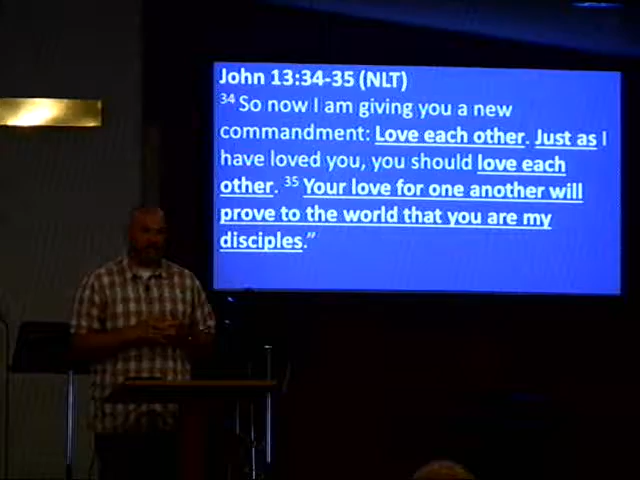 John 13:34-35 (NLT)
34 So now I am giving you a new
commandment: Love each other. Just as I
have loved you, you should love each
other. 35 Your love for one another will
prove to the world that you are my
disciples.”